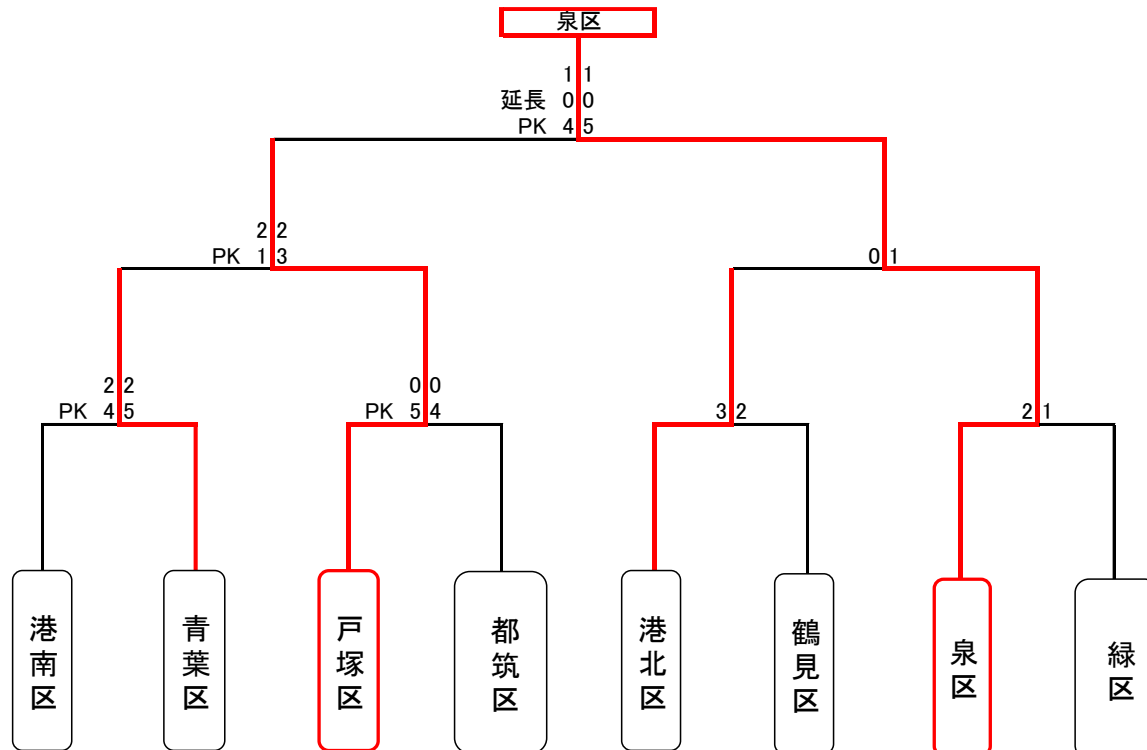 泉区
1 1
延長 0 0
PK 4 5
2 2
PK 1 3
0 1
2 2
PK 4 5
0 0
PK 5 4
3 2
2 1
港南区
青葉区
戸塚区
都筑区
港北区
鶴見区
泉区
緑区